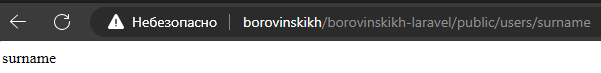 Небезопасно borovinskikh/borovinskikh-laravel/public/users/surname
surname